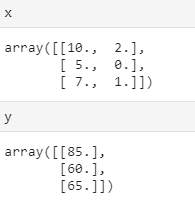 x
array([[10.,  2.],
       [ 5.,  0.],
       [ 7.,  1.]])
y
array([[85.],
       [60.],
       [65.]])